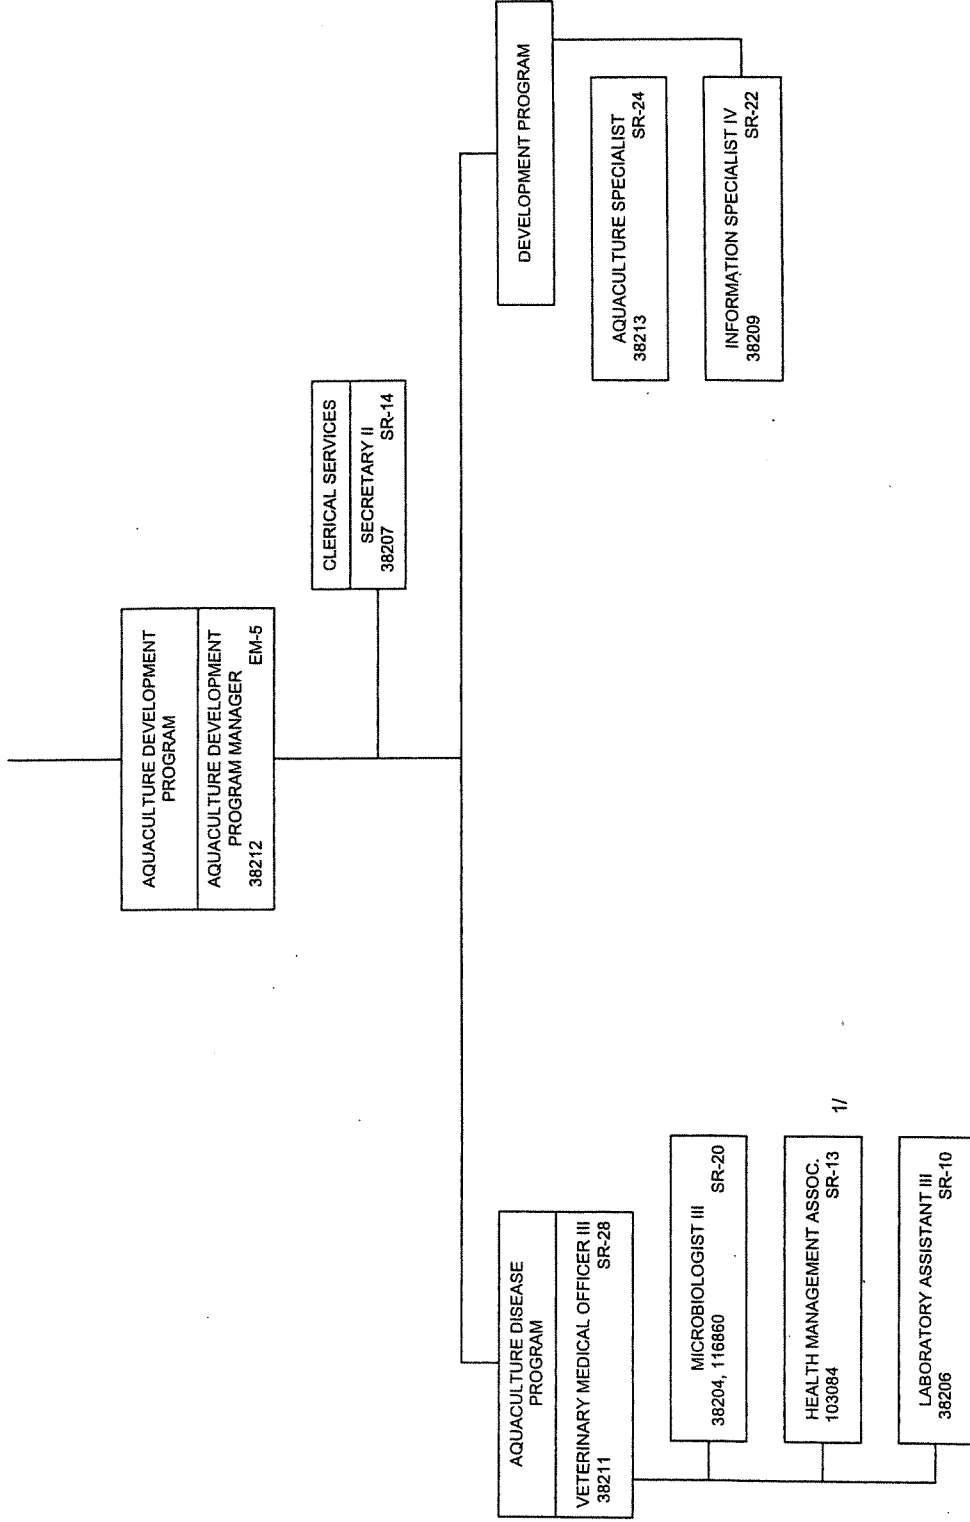 AQUACULTURE DEVELOPMENT
PROGRAM
AQUACULTURE DEVELOPMENT
PROGRAM MANAGER
38212 EM-5
CLERICAL SERVICES
SECRETARY II
38207 SR-14
AQUACULTURE DISEASE
PROGRAM
VETERINARY MEDICAL OFFICER III
38211 SR-28
MICROBIOLOGIST III
38204, 116860 SR-20
HEALTH MANAGEMENT ASSOC.
103084 SR-13
1/
LABORATORY ASSISTANT III
38206 SR-10
DEVELOPMENT PROGRAM
AQUACULTURE SPECIALIST
38213 SR-24
INFORMATION SPECIALIST IV
38209 SR-22